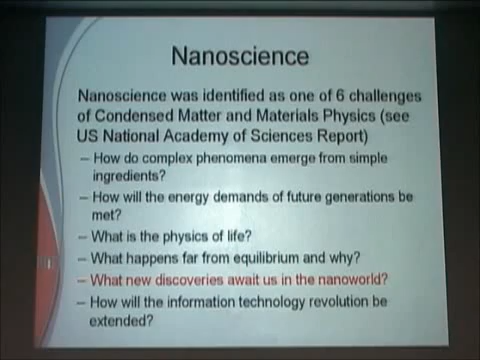 Nanoscience
Nanoscience was identified as one of 6 challenges
of Condensed Matter and Materials Physics (see
US National Academy of Sciences Report)
– How do complex phenomena emerge from simple
ingredients?
– How will the energy demands of future generations be
met?
– What is the physics of life?
– What happens far from equilibrium and why?
– What new discoveries await us in the nanoworld?
– How will the information technology revolution be
extended?